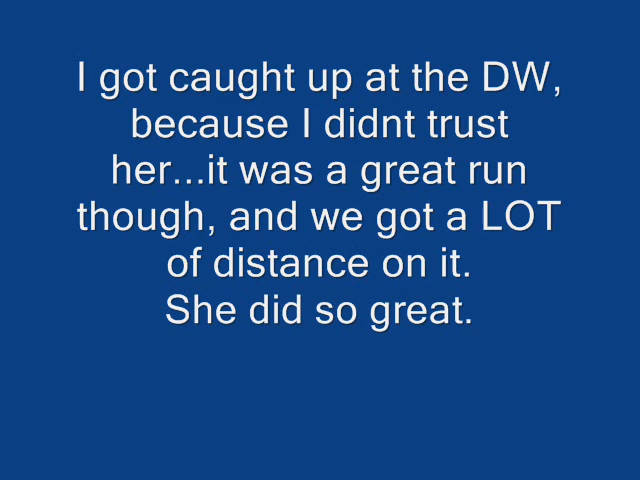 I got caught up at the DW,
because I didnt trust
her...it was a great run
though, and we got a LOT
of distance on it.
She did so great.